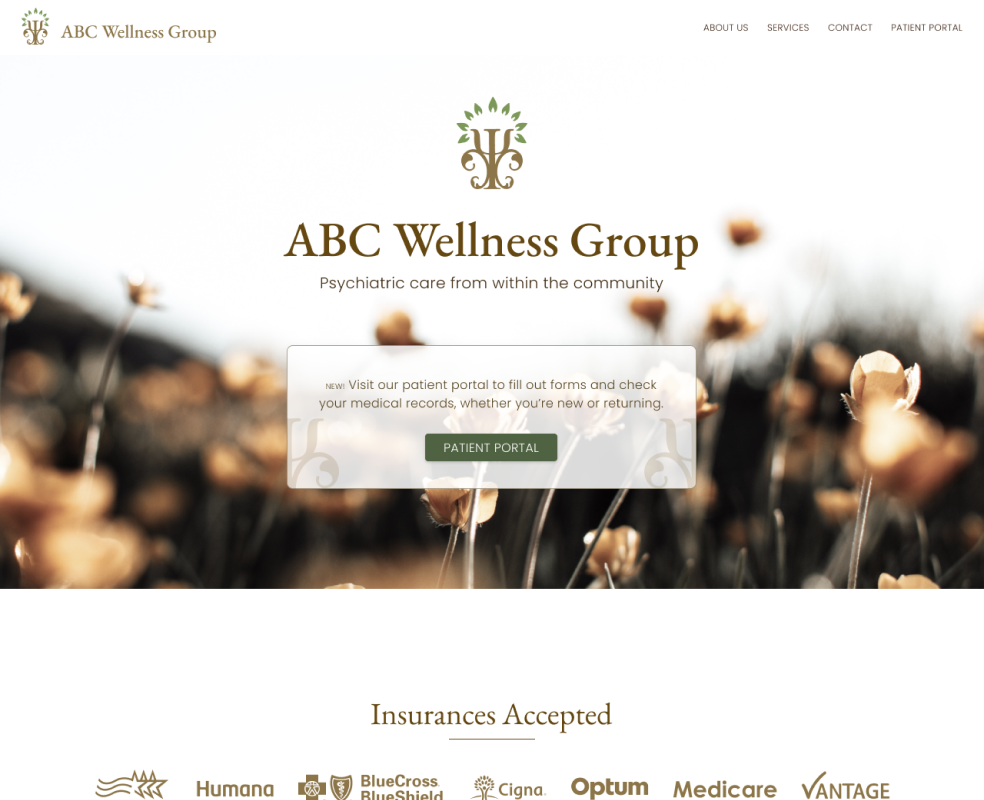 ABC Wellness Group
ABOUT US SERVICES CONTACT PATIENT PORTAL
ABC Wellness Group
Psychiatric care from within the community
NEW! Visit our patient portal to fill out forms and check
your medical records, whether you’re new or returning.
PATIENT PORTAL
Insurances Accepted
Humana
BlueCross
BlueShield
Cigna
Optum
Medicare
VANTAGE